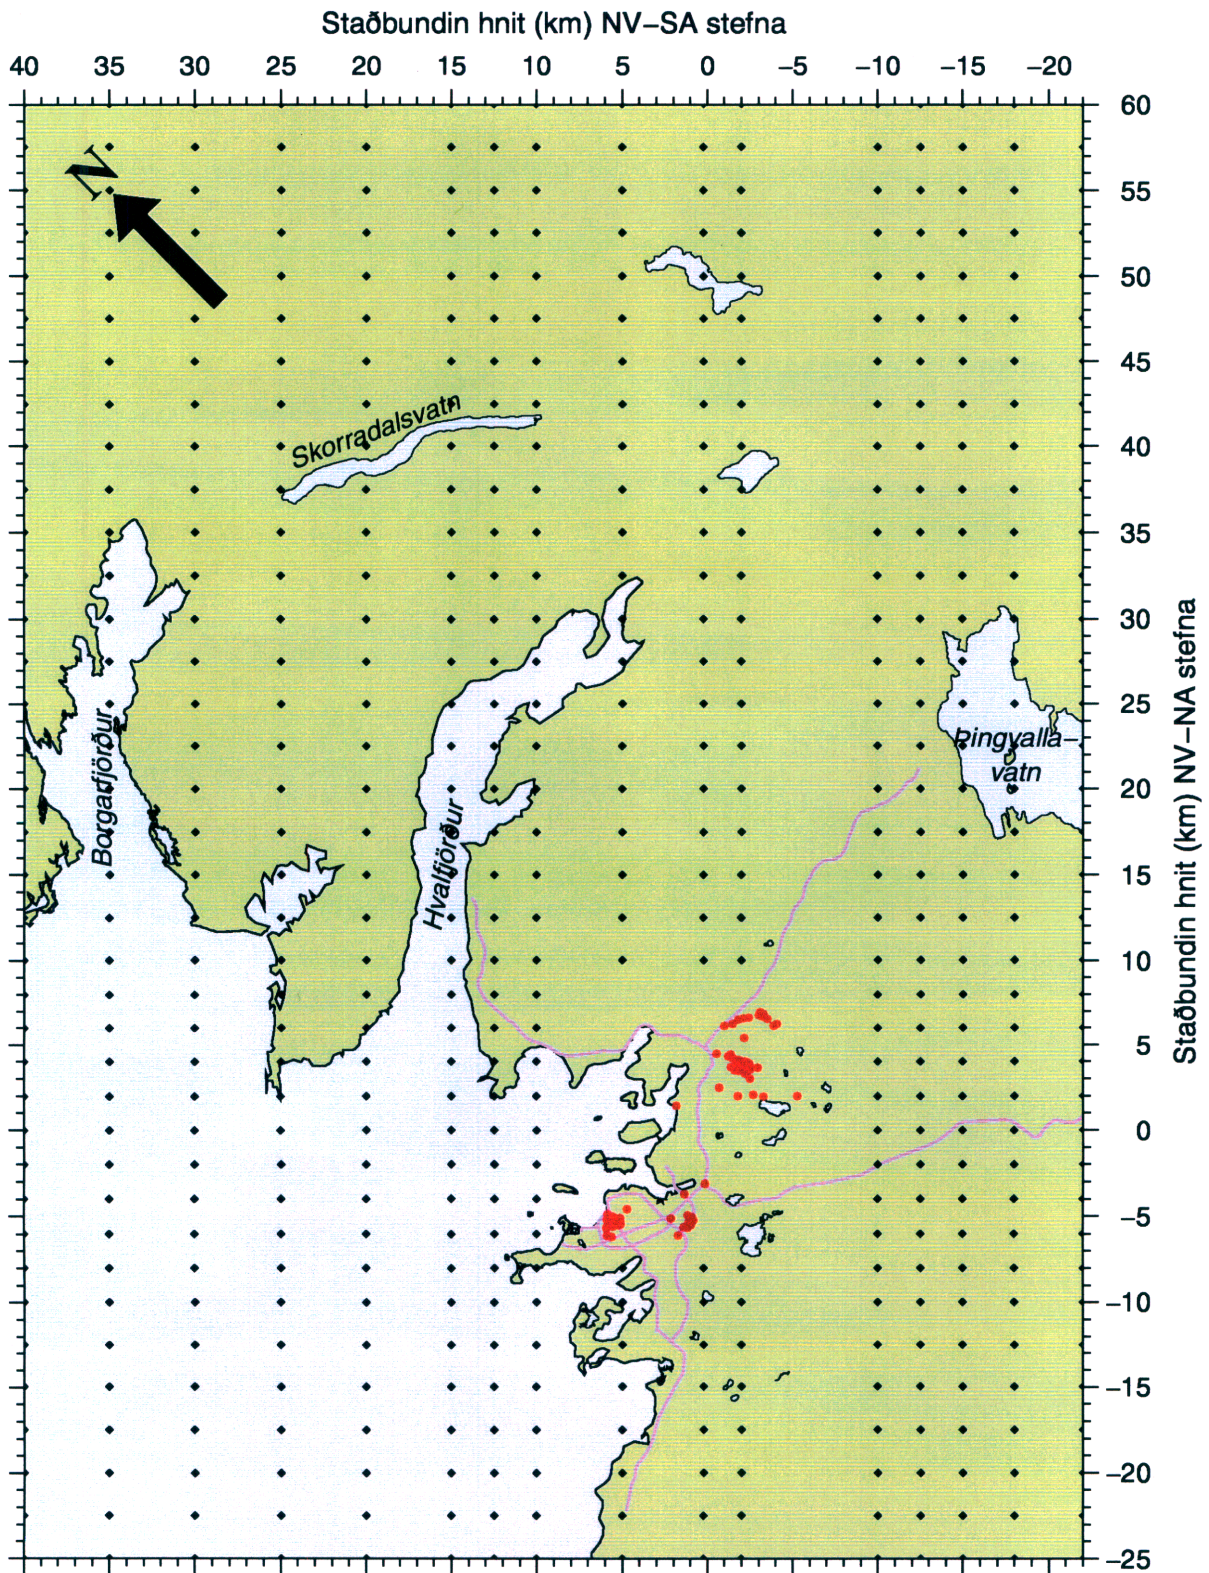 Staðbundin hnit (km) NV–SA stefna
40 35 30 25 20 15 10 5 0 –5 –10 –15 –20
60
N
55
50
45
Skorradalsvatn
40
35
30
25
Borgarfjörður
Þingvalla–
vatn
20
Hvalfjörður
15
10
5
0
–5
–10
–15
–20
–25
Staðbundin hnit (km) NV–NA stefna